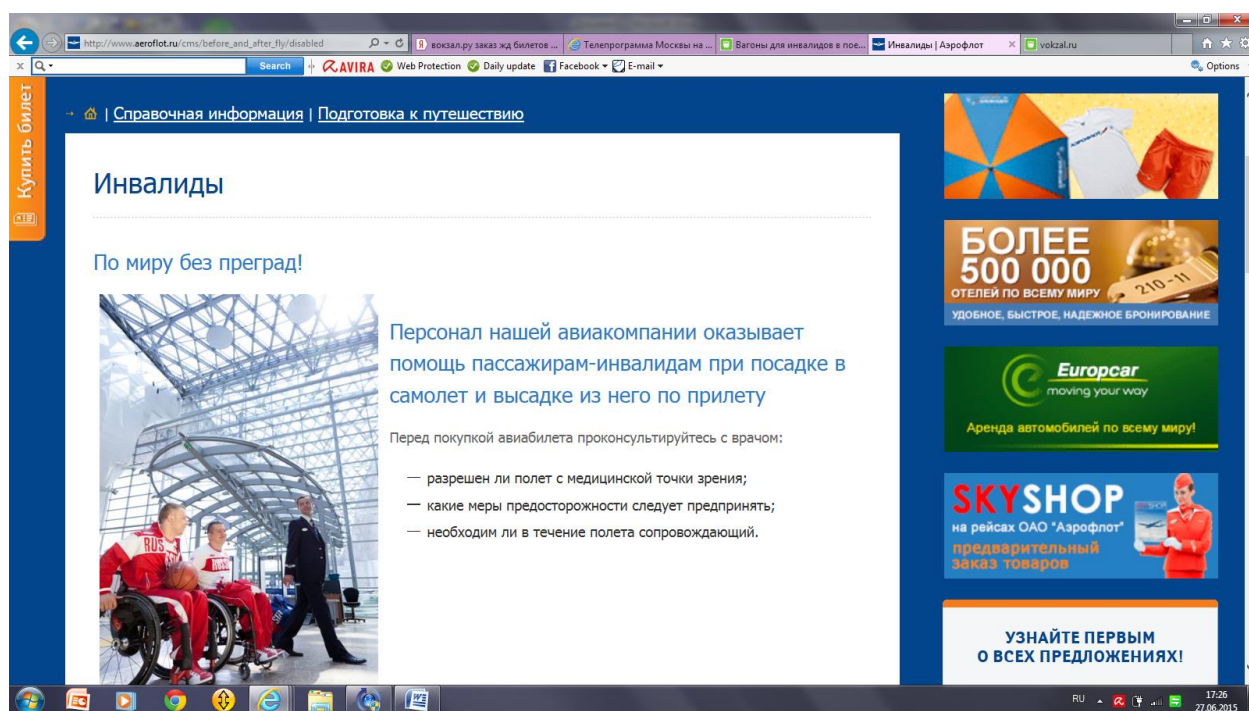 http://www.aeroflot.ru/cms/before_and_after_fly/disabled
вокзал.ру заказ жд билетов ...
Телепрограмма Москвы на ...
Вагоны для инвалидов в пое...
Инвалиды | Аэрофлот
vokzal.ru
Search
AVIRA
Web Protection
Daily update
Facebook
E-mail
Options
Купить билет
| Справочная информация | Подготовка к путешествию
Инвалиды
По миру без преград!
RUS
Персонал нашей авиакомпании оказывает
помощь пассажирам-инвалидам при посадке в
самолет и высадке из него по прилету
Перед покупкой авиабилета проконсультируйтесь с врачом:
— разрешен ли полет с медицинской точки зрения;
— какие меры предосторожности следует предпринять;
— необходим ли в течение полета сопровождающий.
БОЛЕЕ
500 000
ОТЕЛЕЙ ПО ВСЕМУ МИРУ
210-11
УДОБНОЕ, БЫСТРОЕ, НАДЕЖНОЕ БРОНИРОВАНИЕ
Europcar
moving your way
Аренда автомобилей по всему миру!
SKYSHOP
на рейсах ОАО "Аэрофлот"
предварительный
заказ товаров
УЗНАЙТЕ ПЕРВЫМ
О ВСЕХ ПРЕДЛОЖЕНИЯХ!
RU
17:26
27.06.2015